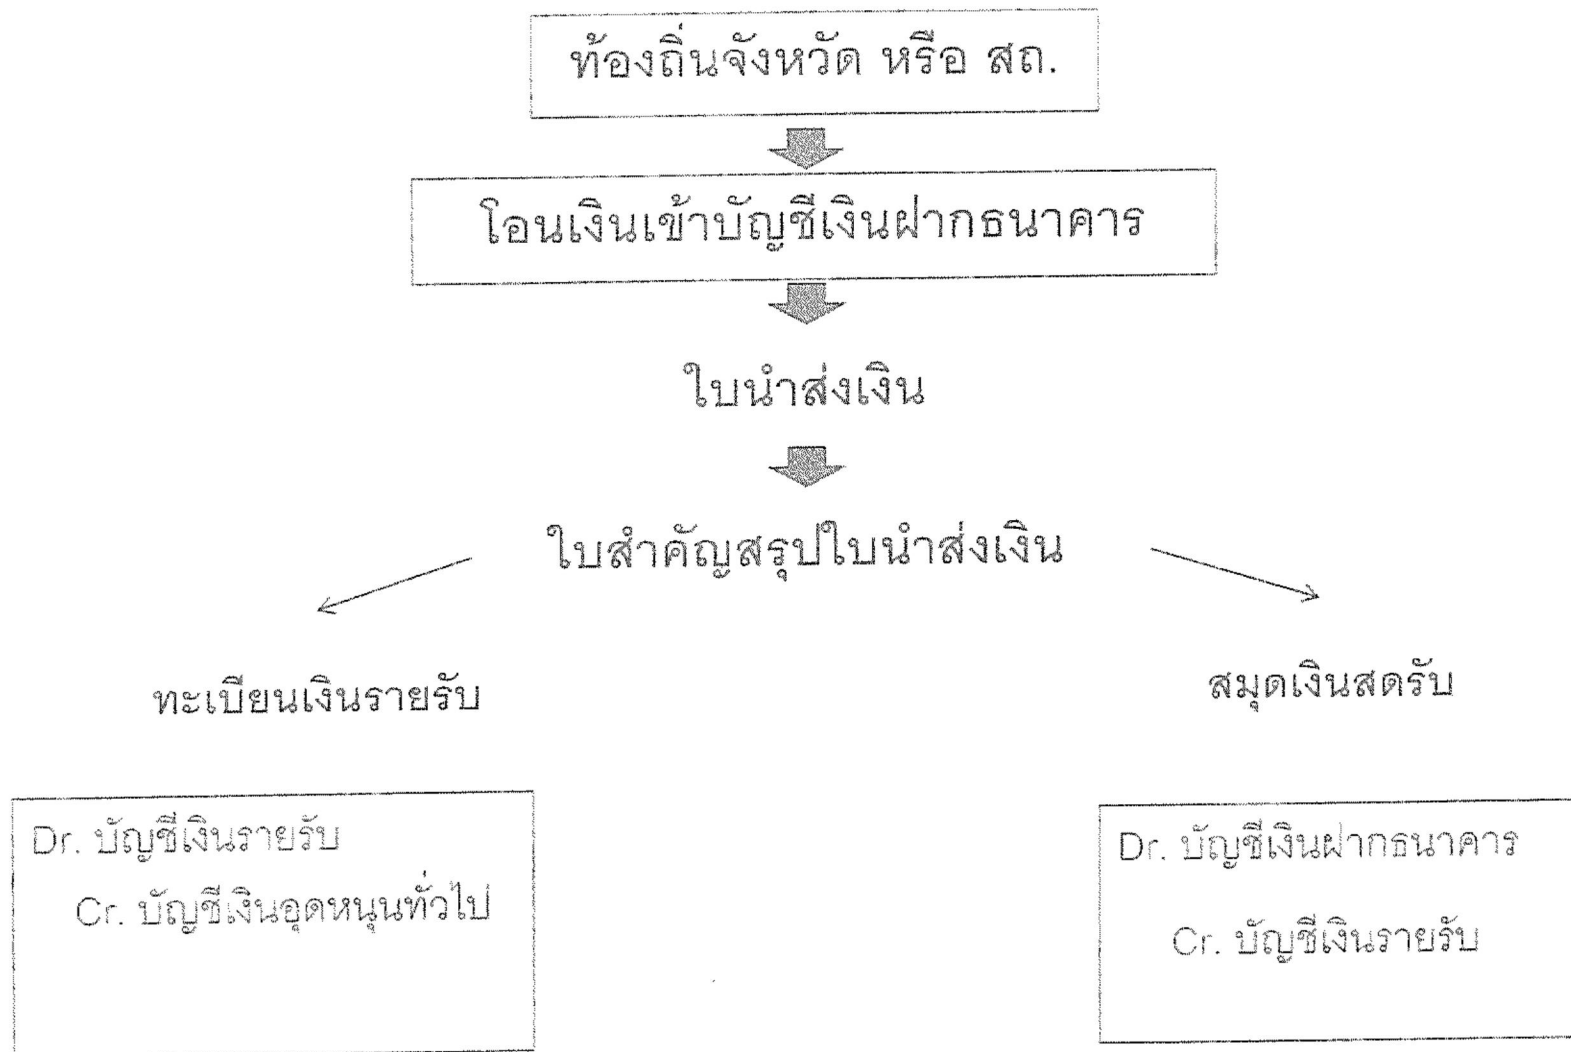 ท้องถิ่นจังหวัด หรือ สถ.
โอนเงินเข้าบัญชีเงินฝากธนาคาร
ใบนำส่งเงิน
ใบสำคัญสรุปใบนำส่งเงิน
ทะเบียนเงินรายรับ
สมุดเงินสดรับ
Dr. บัญชีเงินรายรับ
Cr. บัญชีเงินอุดหนุนทั่วไป
Dr. บัญชีเงินฝากธนาคาร
Cr. บัญชีเงินรายรับ